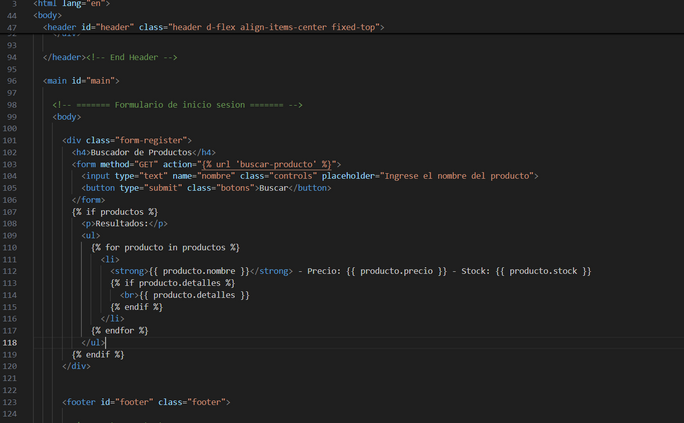 3 <html lang="en">
44 <body>
47 <header id="header" class="header d-flex align-items-center fixed-top">
93
94 </header><!-- End Header -->
95
96 <main id="main">
97
98 <!-- ======= Formulario de inicio sesion ======= -->
99 <body>
100
101 <div class="form-register">
102 <h4>Buscador de Productos</h4>
103 <form method="GET" action="{% url 'buscar-producto' %}">
104 <input type="text" name="nombre" class="controls" placeholder="Ingrese el nombre del producto">
105 <button type="submit" class="botons">Buscar</button>
106 </form>
107 {% if productos %}
108 <p>Resultados:</p>
109 <ul>
110 {% for producto in productos %}
111 <li>
112 <strong>{{ producto.nombre }}</strong> - Precio: {{ producto.precio }} - Stock: {{ producto.stock }}
113 {% if producto.detalles %}
114 <br>{{ producto.detalles }}
115 {% endif %}
116 </li>
117 {% endfor %}
118 </ul>
119 {% endif %}
120 </div>
121
122
123 <footer id="footer" class="footer">
124